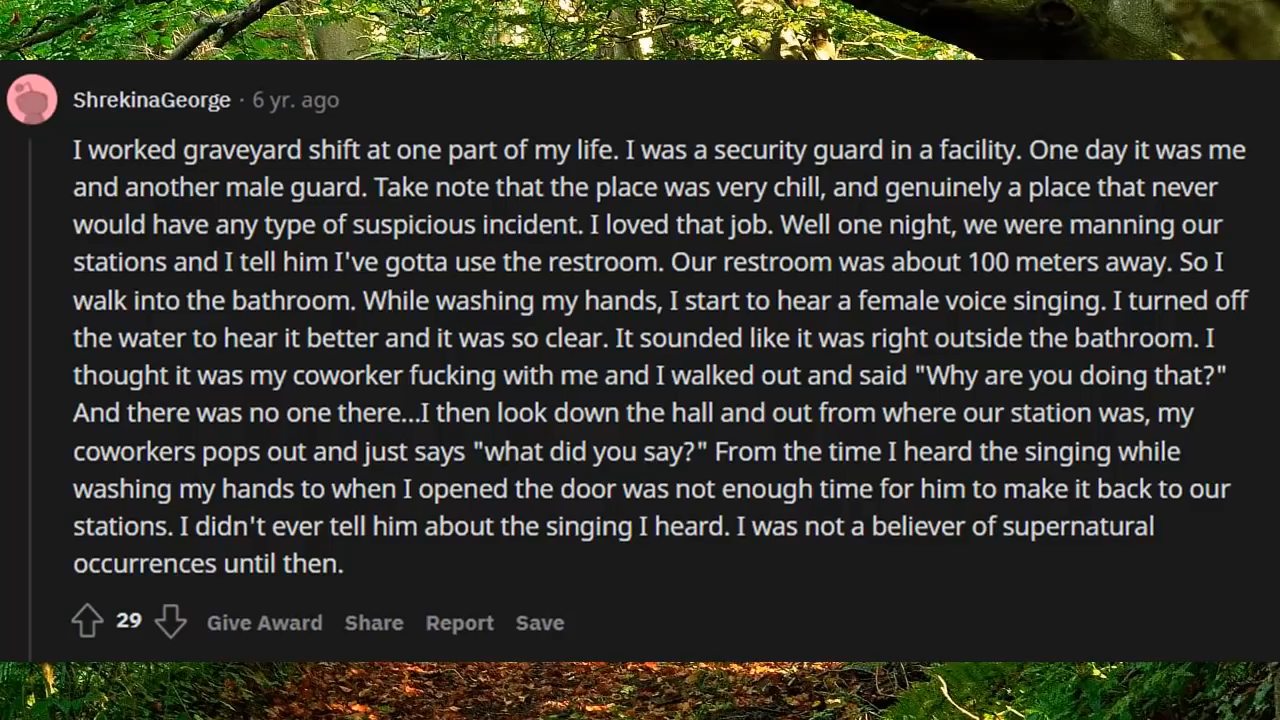 ShrekinaGeorge · 6 yr. ago
I worked graveyard shift at one part of my life. I was a security guard in a facility. One day it was me
and another male guard. Take note that the place was very chill, and genuinely a place that never
would have any type of suspicious incident. I loved that job. Well one night, we were manning our
stations and I tell him I've gotta use the restroom. Our restroom was about 100 meters away. So I
walk into the bathroom. While washing my hands, I start to hear a female voice singing. I turned off
the water to hear it better and it was so clear. It sounded like it was right outside the bathroom. I
thought it was my coworker fucking with me and I walked out and said "Why are you doing that?"
And there was no one there...I then look down the hall and out from where our station was, my
coworkers pops out and just says "what did you say?" From the time I heard the singing while
washing my hands to when I opened the door was not enough time for him to make it back to our
stations. I didn't ever tell him about the singing I heard. I was not a believer of supernatural
occurrences until then.
29 Give Award Share Report Save